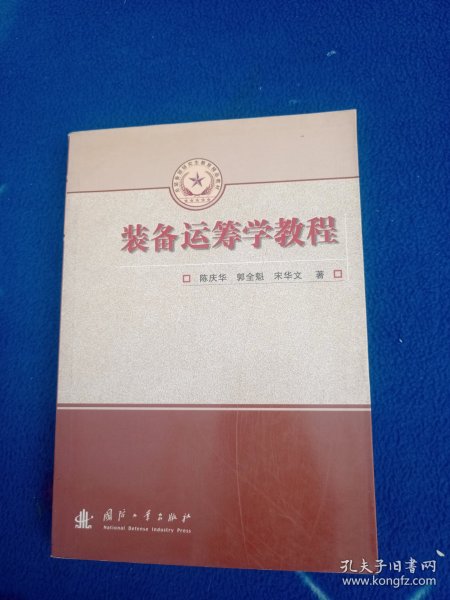 装备运筹学教程
陈庆华 郭全魁 宋华文 著
国防工业出版社
National Defense Industry Press
孔夫子旧书网
www.kongfz.com